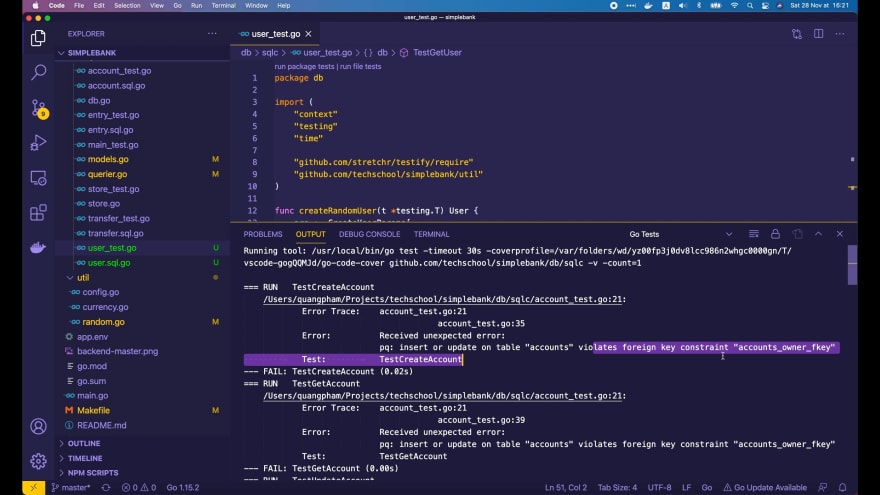 Code File Edit Selection View Go Run Terminal Window Help Sat 28 Nov at 16:21
user_test.go — simplebank
EXPLORER
SIMPLEBANK
account_test.go
account.sql.go
db.go
entry_test.go
entry.sql.go
main_test.go
models.go M
querier.go M
store_test.go
store.go
transfer_test.go
transfer.sql.go
user_test.go U
user.sql.go U
util
config.go
currency.go
random.go M
app.env
backend-master.png
go.mod
go.sum
main.go
Makefile M
README.md
OUTLINE
TIMELINE
NPM SCRIPTS
9
user_test.go
db > sqlc > user_test.go > {} db > TestGetUser
run package tests | run file tests
1 package db
2
3 import (
4 "context"
5 "testing"
6 "time"
7
8 "github.com/stretchr/testify/require"
9 "github.com/techschool/simplebank/util"
10 )
11
12 func createRandomUser(t *testing.T) User {
PROBLEMS OUTPUT DEBUG CONSOLE TERMINAL Go Tests
Running tool: /usr/local/bin/go test -timeout 30s -coverprofile=/var/folders/wd/yz00fp3j0dv8lcc986n2whgc0000gn/T/
vscode-gogQQMJd/go-code-cover github.com/techschool/simplebank/db/sqlc -v -count=1
=== RUN TestCreateAccount
/Users/quangpham/Projects/techschool/simplebank/db/sqlc/account_test.go:21:
Error Trace: account_test.go:21
account_test.go:35
Error: Received unexpected error:
pq: insert or update on table "accounts" violates foreign key constraint "accounts_owner_fkey"
Test: TestCreateAccount
--- FAIL: TestCreateAccount (0.02s)
=== RUN TestGetAccount
/Users/quangpham/Projects/techschool/simplebank/db/sqlc/account_test.go:21:
Error Trace: account_test.go:21
account_test.go:39
Error: Received unexpected error:
pq: insert or update on table "accounts" violates foreign key constraint "accounts_owner_fkey"
Test: TestGetAccount
--- FAIL: TestGetAccount (0.00s)
master* 0 0 Go 1.15.2 Ln 51, Col 2 Tab Size: 4 UTF-8 LF Go Go Update Available